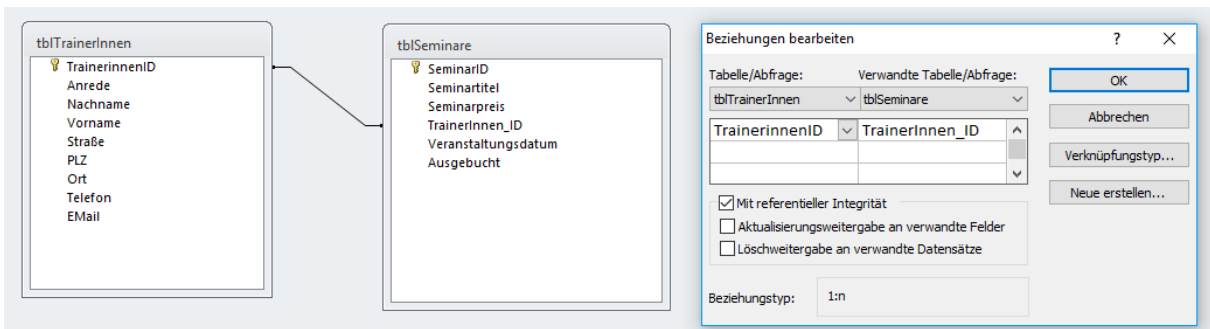 tblTrainerInnen
TrainerinnenID
Anrede
Nachname
Vorname
Straße
PLZ
Ort
Telefon
EMail
tblSeminare
SeminarID
Seminartitel
Seminarpreis
TrainerInnen_ID
Veranstaltungsdatum
Ausgebucht
Beziehungen bearbeiten
Tabelle/Abfrage: Verwandte Tabelle/Abfrage:
tblTrainerInnen tblSeminare
TrainerinnenID TrainerInnen_ID
Mit referentieller Integrität
Aktualisierungsweitergabe an verwandte Felder
Löschweitergabe an verwandte Datensätze
Beziehungstyp: 1:n
OK
Abbrechen
Verknüpfungstyp...
Neue erstellen...